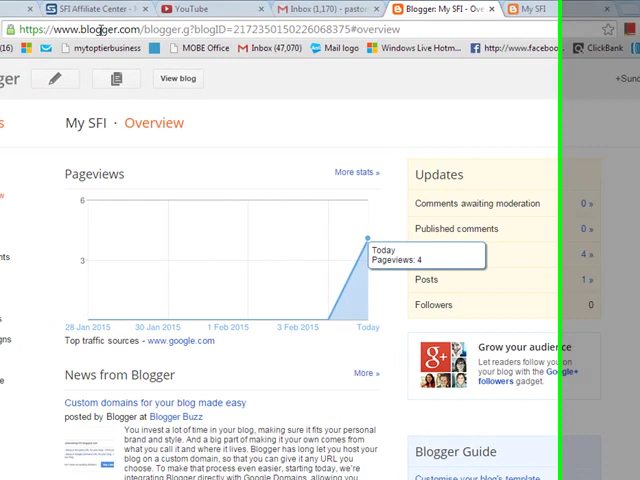 SFI Affiliate Center - M
YouTube
Inbox (1,170) - pastom
Blogger: My SFI - Ove
My SFI
https://www.blogger.com/blogger.g?blogID=2172350150226068375#overview
(16)
mytoptierbusiness
MOBE Office
Inbox (47,070)
Mail logo
Windows Live Hotm...
http://www.facebook...
ClickBank
gger
View blog
+Sund
My SFI · Overview
Pageviews
More stats »
6
3
Today
Pageviews: 4
28 Jan 2015
30 Jan 2015
1 Feb 2015
3 Feb 2015
Today
Top traffic sources - www.google.com
Updates
Comments awaiting moderation
0 »
Published comments
0 »
4 »
Posts
1 »
Followers
0
g+
Grow your audience
Let readers follow you on
your blog with the Google+
followers gadget.
News from Blogger
More »
Custom domains for your blog made easy
posted by Blogger at Blogger Buzz
You invest a lot of time in your blog, making sure it fits your personal
brand and style. And a big part of making it your own comes from
what you call it and where it lives. Blogger has long let you host your
blog on a custom domain, so that you can give it any URL you
choose. To make that process even easier, starting today, we're
integrating Blogger directly with Google Domains, allowing you
Blogger Guide
Customise your blog's template